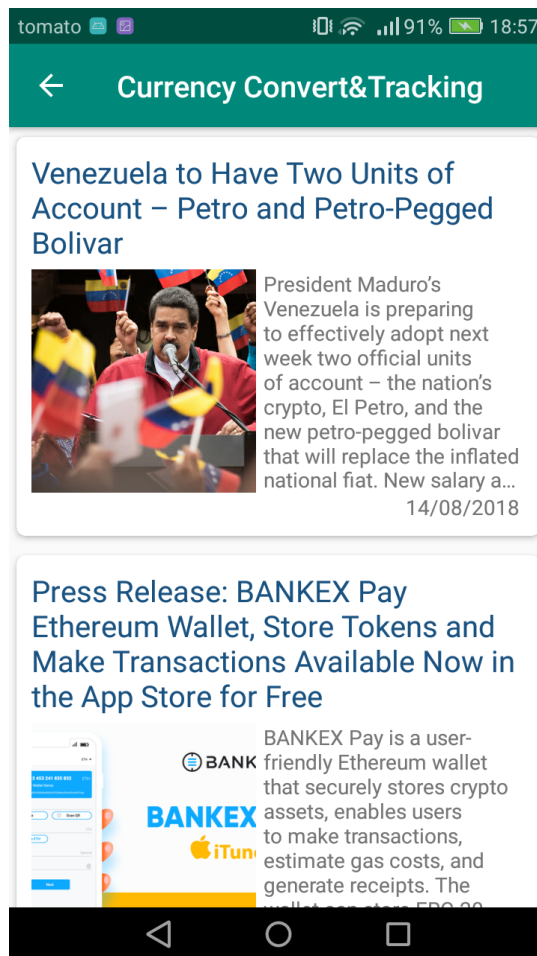 tomato 91% 18:57
Currency Convert&Tracking
Venezuela to Have Two Units of
Account – Petro and Petro-Pegged
Bolivar
President Maduro’s
Venezuela is preparing
to effectively adopt next
week two official units
of account – the nation’s
crypto, El Petro, and the
new petro-pegged bolivar
that will replace the inflated
national fiat. New salary a...
14/08/2018
Press Release: BANKEX Pay
Ethereum Wallet, Store Tokens and
Make Transactions Available Now in
the App Store for Free
BANK
BANKEX
iTun
BANKEX Pay is a user-
friendly Ethereum wallet
that securely stores crypto
assets, enables users
to make transactions,
estimate gas costs, and
generate receipts. The
wallet can store ERC-20